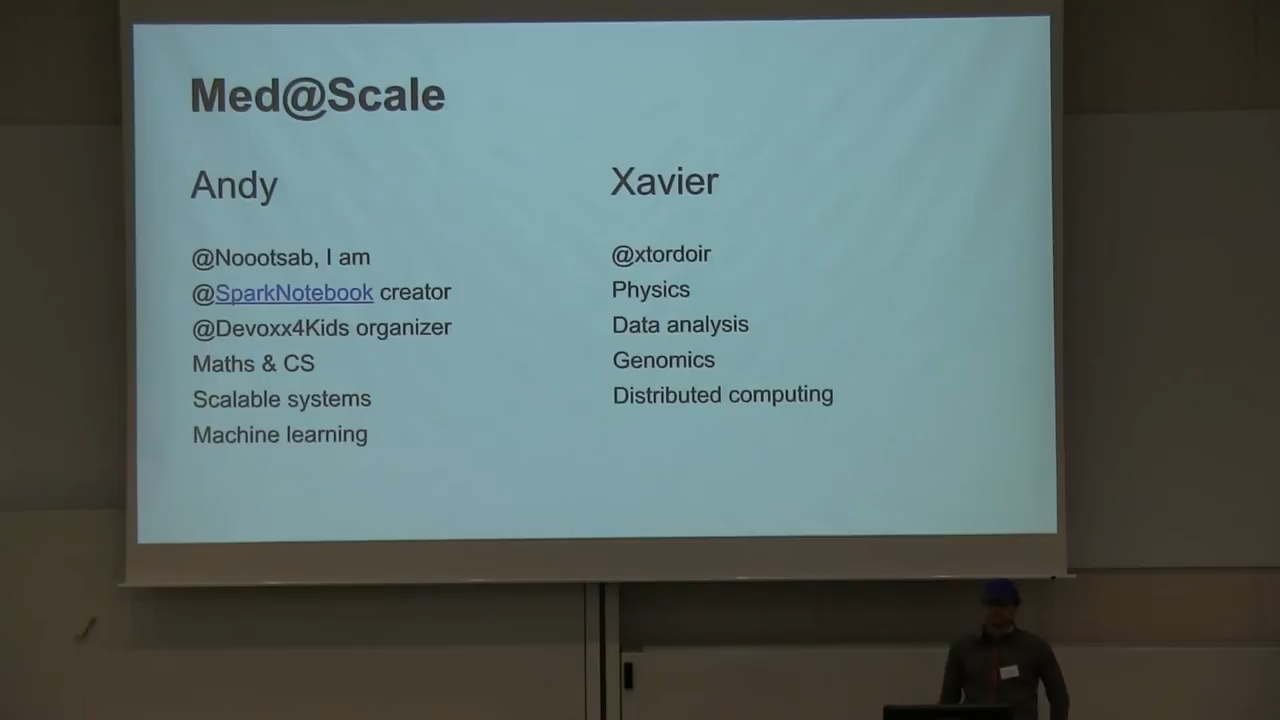 Med@Scale
Andy
@Noootsab, I am
@SparkNotebook creator
@Devoxx4Kids organizer
Maths & CS
Scalable systems
Machine learning
Xavier
@xtordoir
Physics
Data analysis
Genomics
Distributed computing